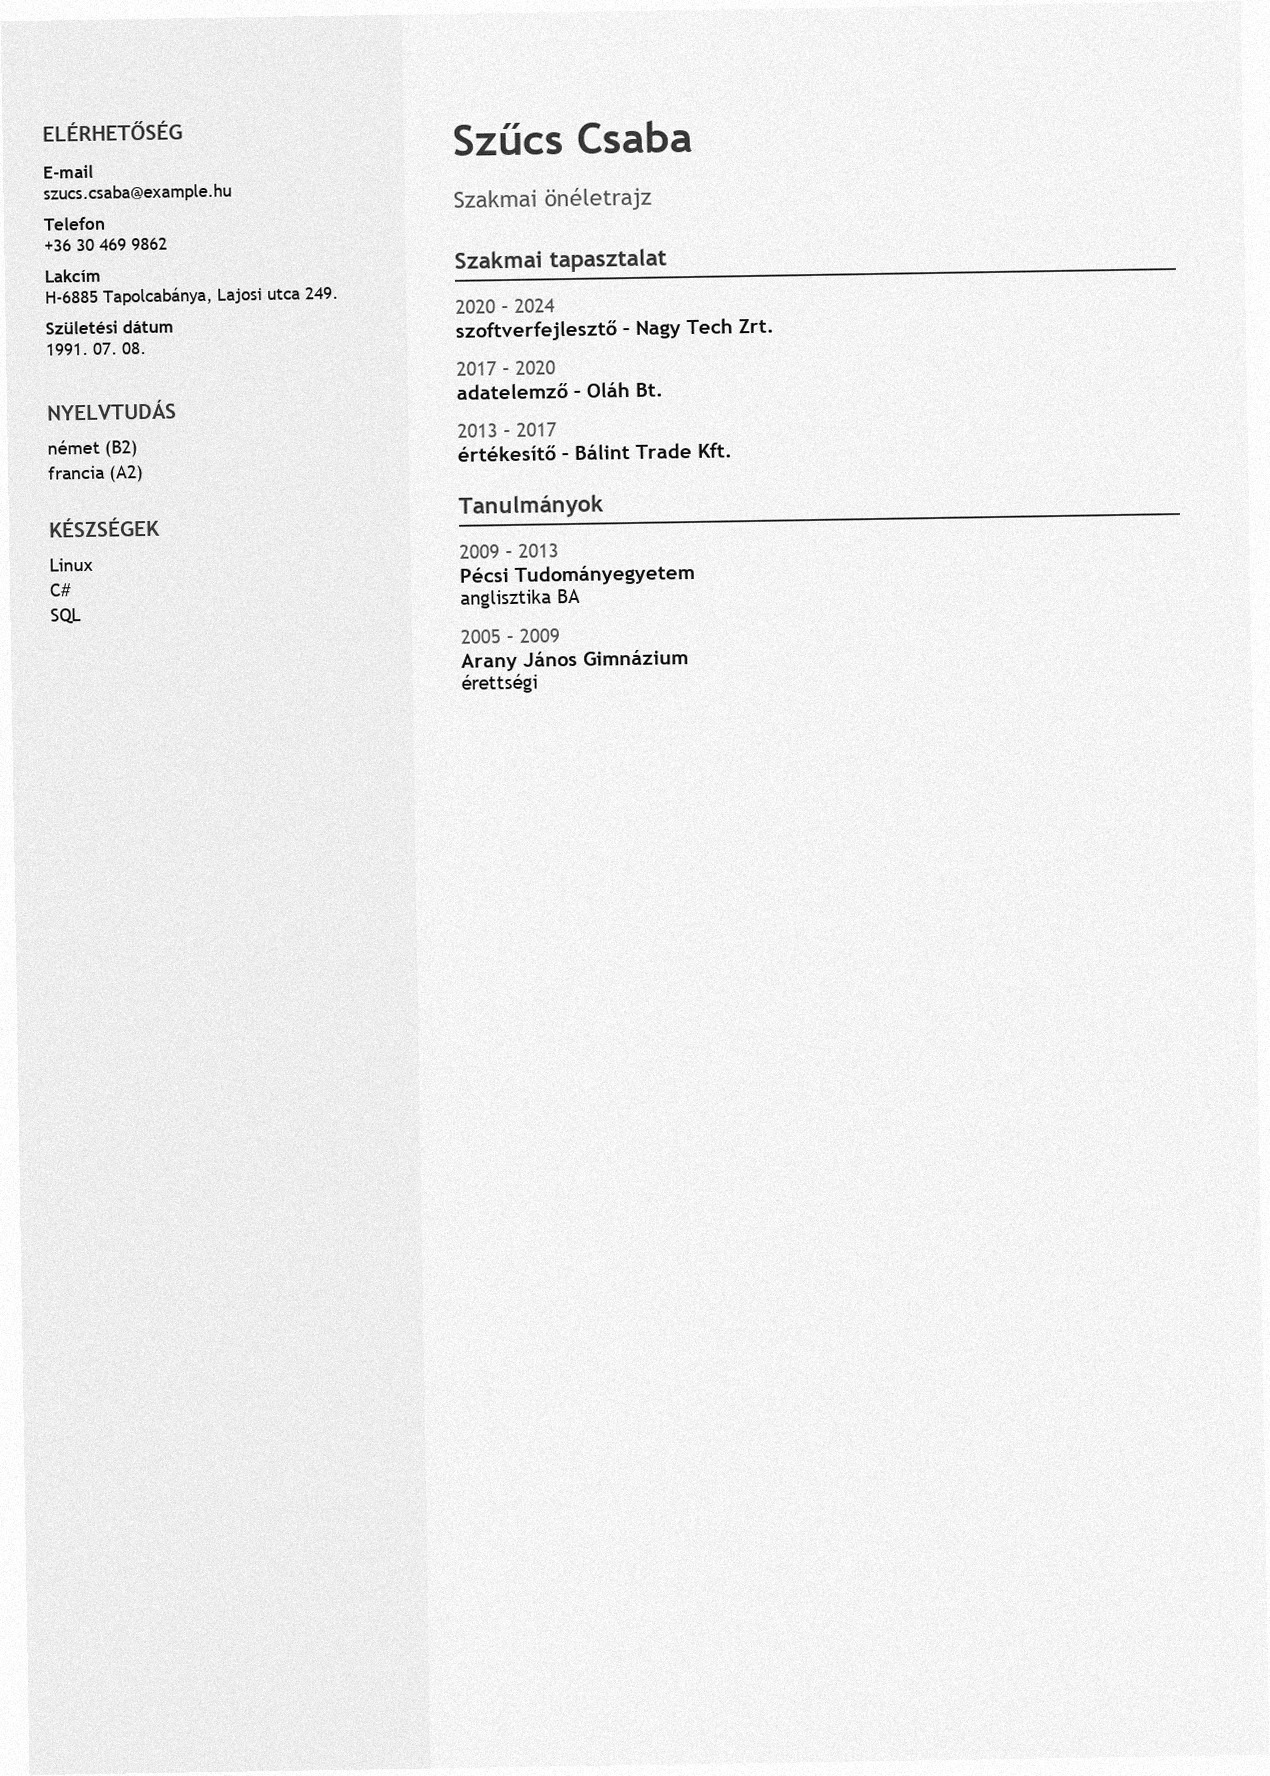 ELÉRHETŐSÉG
E-mail
szucs.csaba@example.hu
Telefon
+36 30 469 9862
Lakcím
H-6885 Tapolcabánya, Lajosi utca 249.
Születési dátum
1991. 07. 08.
NYELVTUDÁS
német (B2)
francia (A2)
KÉSZSÉGEK
Linux
C#
SQL
Szűcs Csaba
Szakmai önéletrajz
Szakmai tapasztalat
2020 - 2024
szoftverfejlesztő - Nagy Tech Zrt.
2017 - 2020
adatelemző - Oláh Bt.
2013 - 2017
értékesítő - Bálint Trade Kft.
Tanulmányok
2009 - 2013
Pécsi Tudományegyetem
anglisztika BA
2005 - 2009
Arany János Gimnázium
érettségi